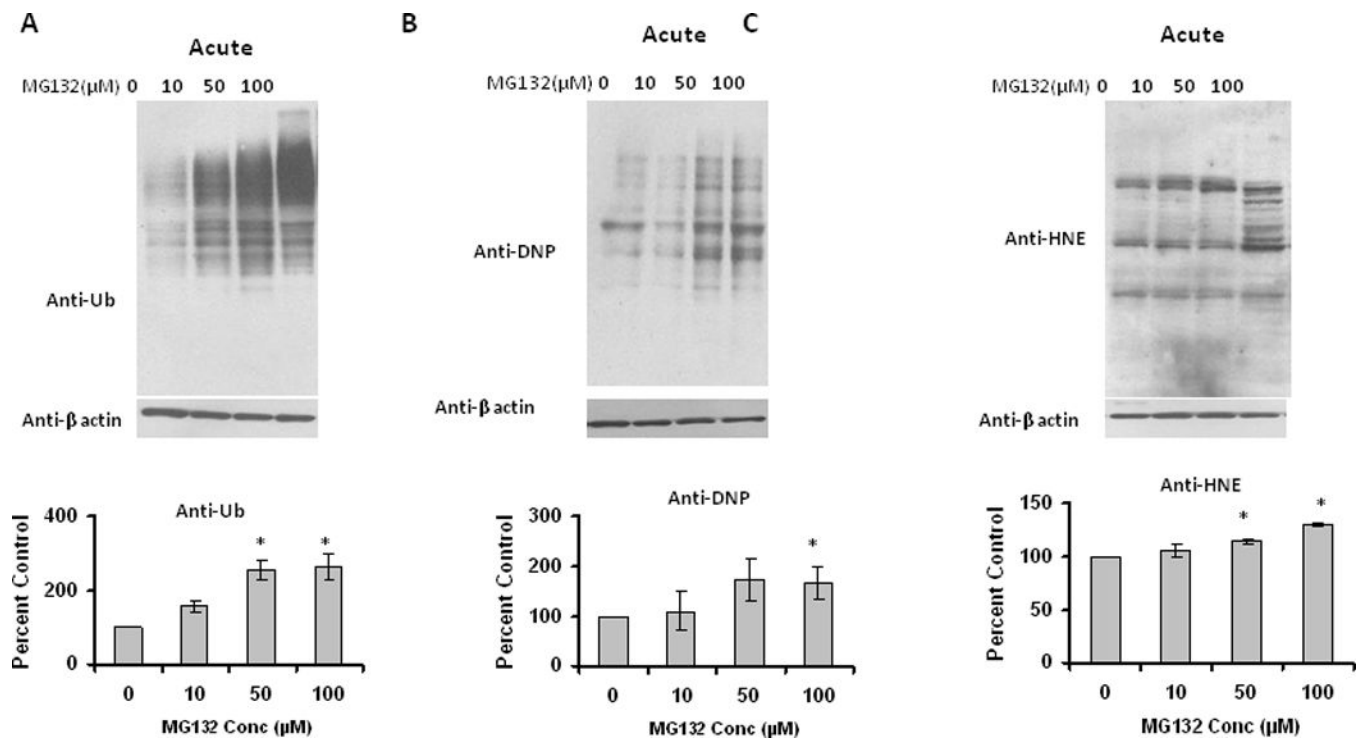 A
Acute
MG132(µM) 0 10 50 100
Anti-Ub
Anti-β actin
Anti-Ub
Percent Control
400
200
0
0 10 50 100
MG132 Conc (µM)
* *
B
Acute
MG132(µM) 0 10 50 100
Anti-DNP
Anti-β actin
Anti-DNP
Percent Control
300
200
100
0
0 10 50 100
MG132 Conc (µM)
*
C
Acute
MG132(µM) 0 10 50 100
Anti-HNE
Anti-β actin
Anti-HNE
Percent Control
150
100
50
0
0 10 50 100
MG132 Conc (µM)
* *